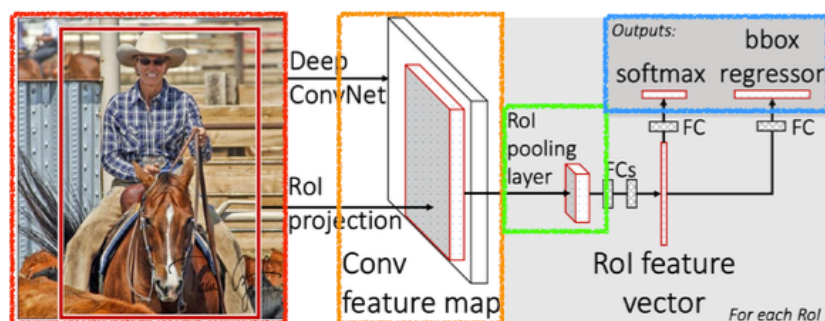 Deep
ConvNet
RoI
projection
Conv
feature map
RoI
pooling
layer
FCs
RoI feature
vector
Outputs:
softmax
bbox
regressor
FC
FC
For each RoI